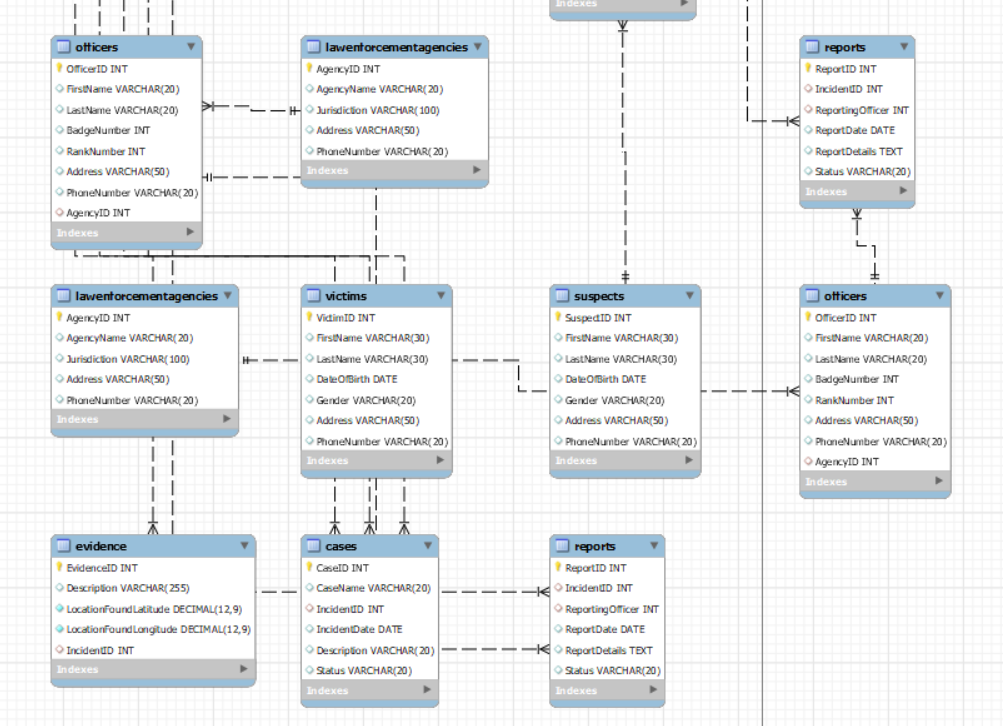 Indexes
officers
OfficerID INT
FirstName VARCHAR(20)
LastName VARCHAR(20)
BadgeNumber INT
RankNumber INT
Address VARCHAR(50)
PhoneNumber VARCHAR(20)
AgencyID INT
Indexes
lawenforcementagencies
AgencyID INT
AgencyName VARCHAR(20)
Jurisdiction VARCHAR(100)
Address VARCHAR(50)
PhoneNumber VARCHAR(20)
Indexes
reports
ReportID INT
IncidentID INT
ReportingOfficer INT
ReportDate DATE
ReportDetails TEXT
Status VARCHAR(20)
Indexes
lawenforcementagencies
AgencyID INT
AgencyName VARCHAR(20)
Jurisdiction VARCHAR(100)
Address VARCHAR(50)
PhoneNumber VARCHAR(20)
Indexes
victims
VictimID INT
FirstName VARCHAR(30)
LastName VARCHAR(30)
DateOfBirth DATE
Gender VARCHAR(20)
Address VARCHAR(50)
PhoneNumber VARCHAR(20)
Indexes
suspects
SuspectID INT
FirstName VARCHAR(30)
LastName VARCHAR(30)
DateOfBirth DATE
Gender VARCHAR(20)
Address VARCHAR(50)
PhoneNumber VARCHAR(20)
Indexes
officers
OfficerID INT
FirstName VARCHAR(20)
LastName VARCHAR(20)
BadgeNumber INT
RankNumber INT
Address VARCHAR(50)
PhoneNumber VARCHAR(20)
AgencyID INT
Indexes
evidence
EvidenceID INT
Description VARCHAR(255)
LocationFoundLatitude DECIMAL(12,9)
LocationFoundLongitude DECIMAL(12,9)
IncidentID INT
Indexes
cases
CaseID INT
CaseName VARCHAR(20)
IncidentID INT
IncidentDate DATE
Description VARCHAR(20)
Status VARCHAR(20)
Indexes
reports
ReportID INT
IncidentID INT
ReportingOfficer INT
ReportDate DATE
ReportDetails TEXT
Status VARCHAR(20)
Indexes